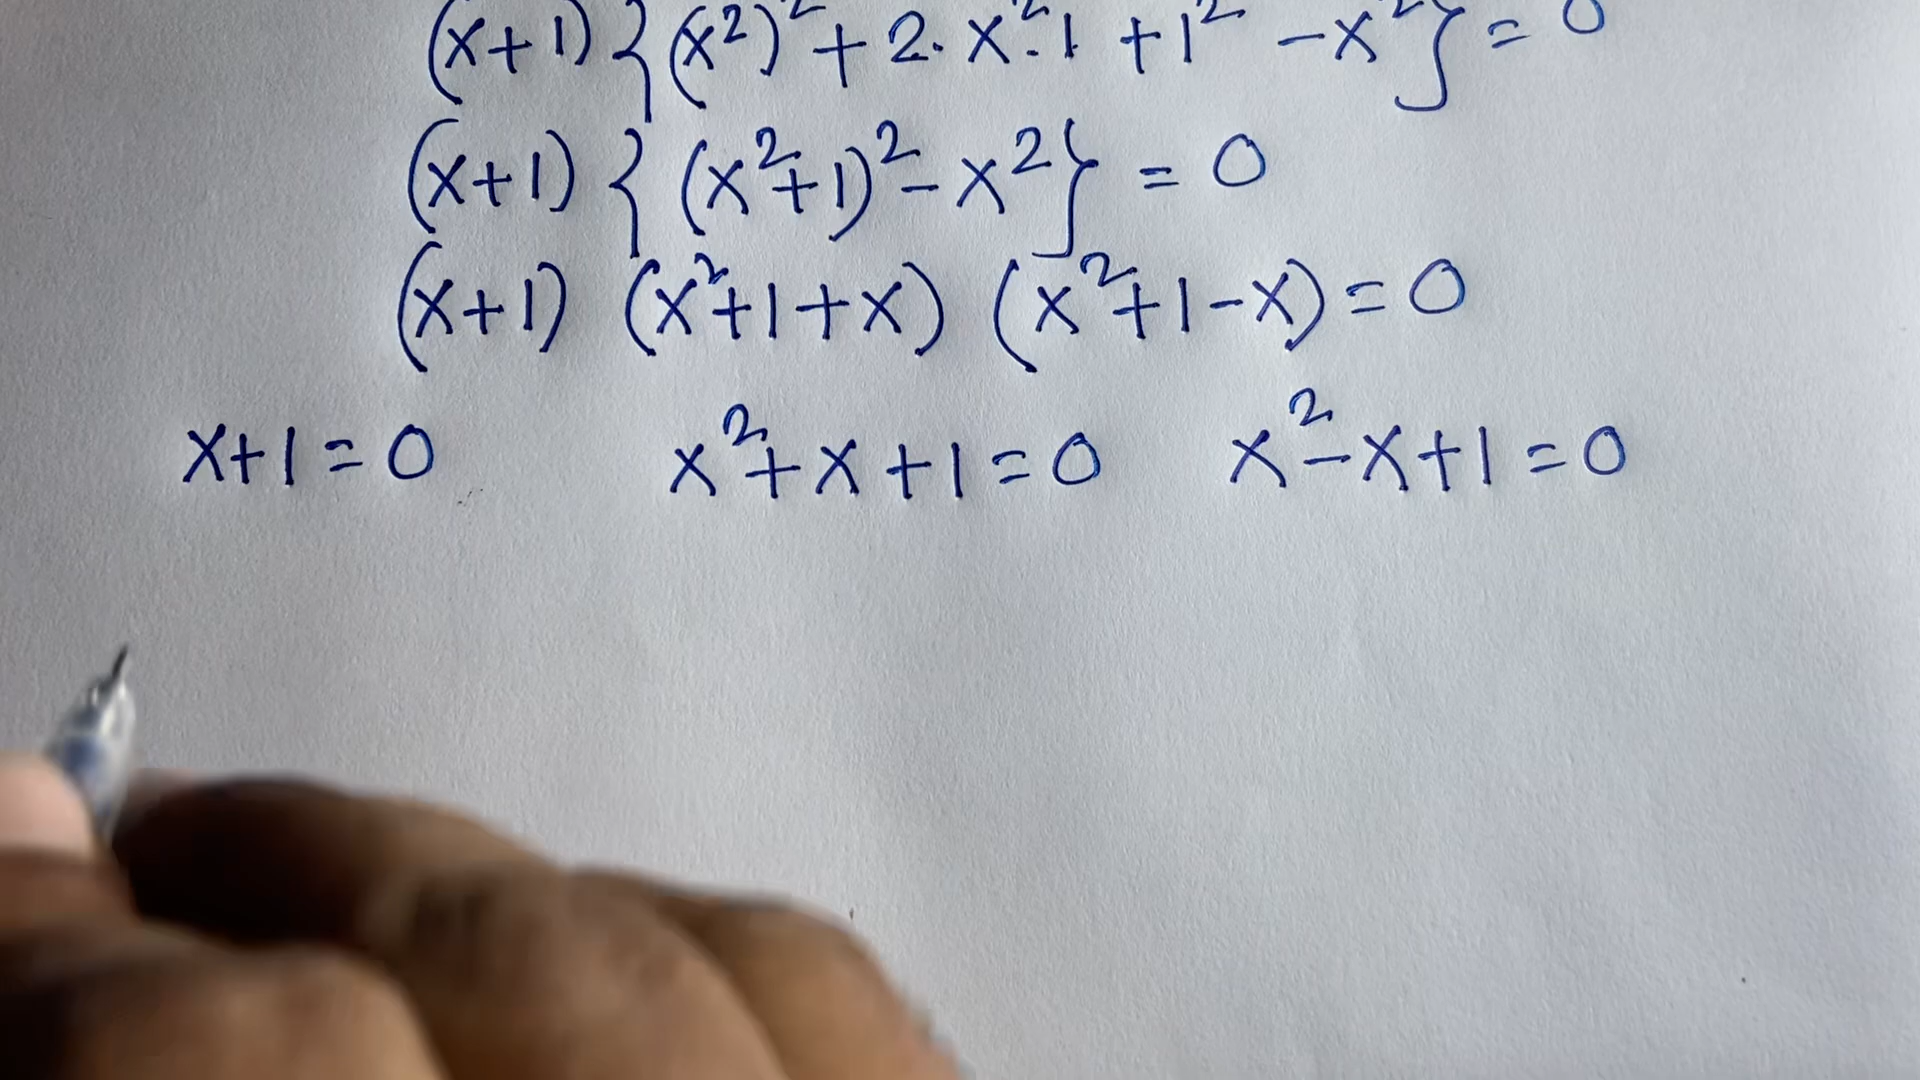 (x+1) {(x²)²+2.x².1+1²-x²}=0
(x+1) {(x²+1)²-x²}=0
(x+1) (x²+1+x) (x²+1-x)=0
x+1=0 x²+x+1=0 x²-x+1=0